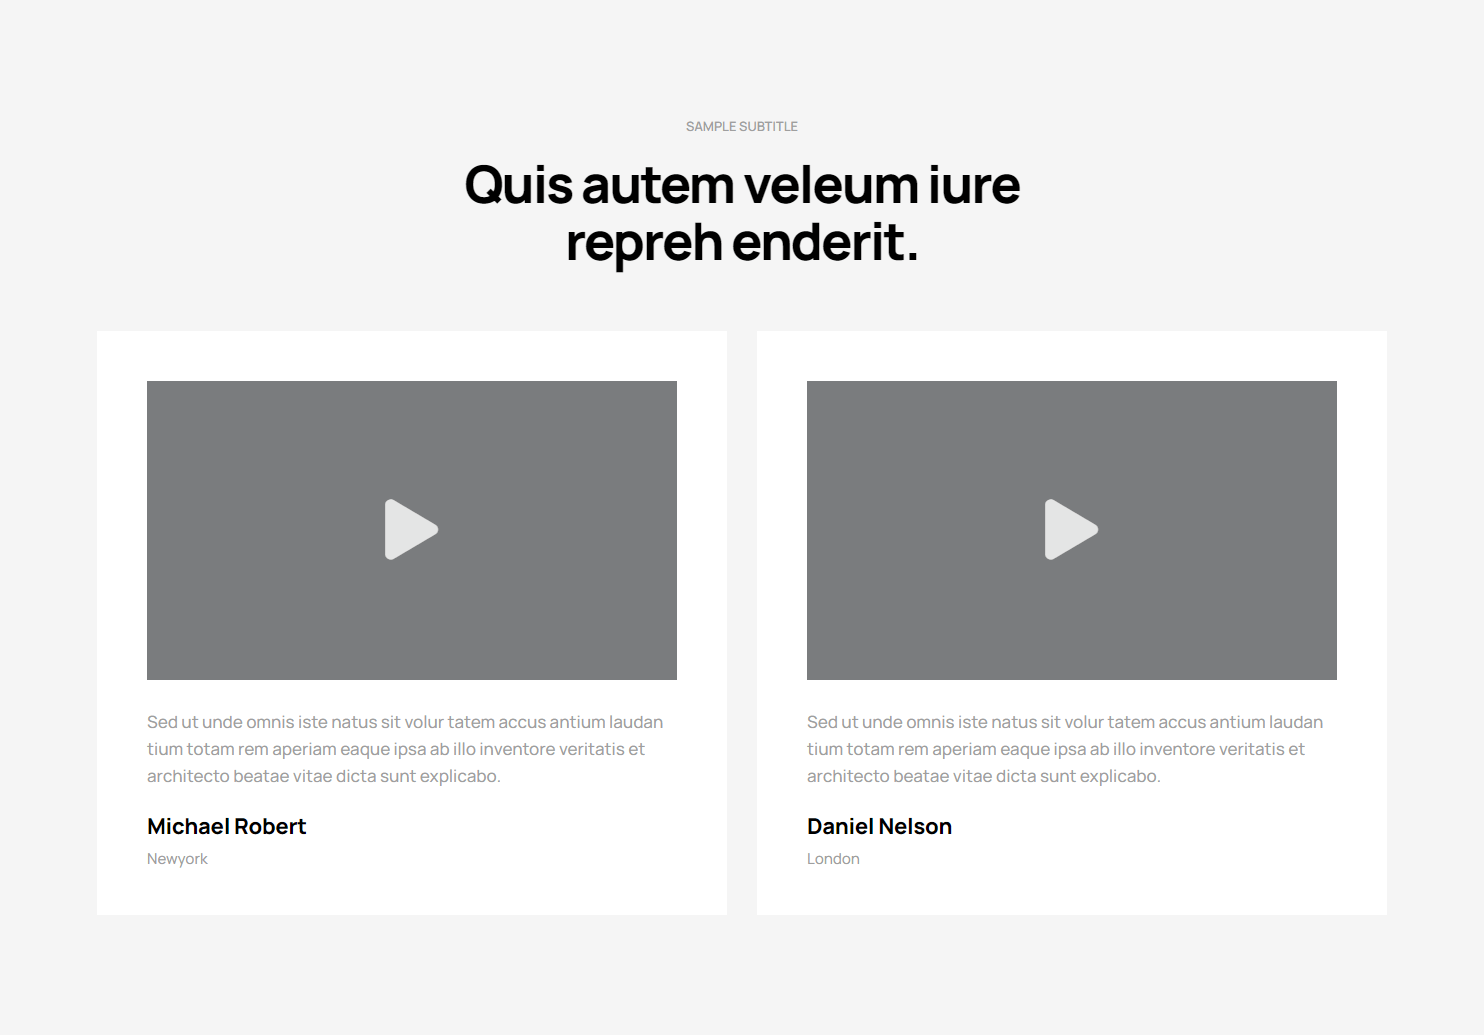 SAMPLE SUBTITLE
Quis autem veleum iure
repreh enderit.
Sed ut unde omnis iste natus sit volur tatem accus antium laudan
tium totam rem aperiam eaque ipsa ab illo inventore veritatis et
architecto beatae vitae dicta sunt explicabo.
Michael Robert
Newyork
Sed ut unde omnis iste natus sit volur tatem accus antium laudan
tium totam rem aperiam eaque ipsa ab illo inventore veritatis et
architecto beatae vitae dicta sunt explicabo.
Daniel Nelson
London